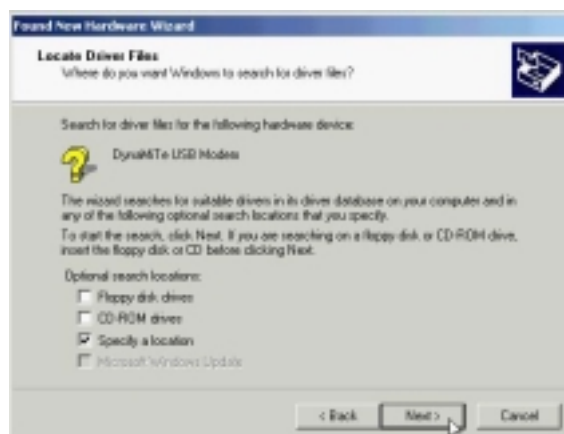 Found New Hardware Wizard
Locate Driver Files
Where do you want Windows to search for driver files?
Search for driver files for the following hardware device:
DynaMiTe USB Modem
The wizard searches for suitable drivers in its driver database on your computer and in
any of the following optional search locations that you specify.
To start the search, click Next. If you are searching on a floppy disk or CD-ROM drive,
insert the floppy disk or CD before clicking Next.
Optional search locations:
Floppy disk drives
CD-ROM drives
Specify a location
Microsoft Windows Update
< Back Next > Cancel